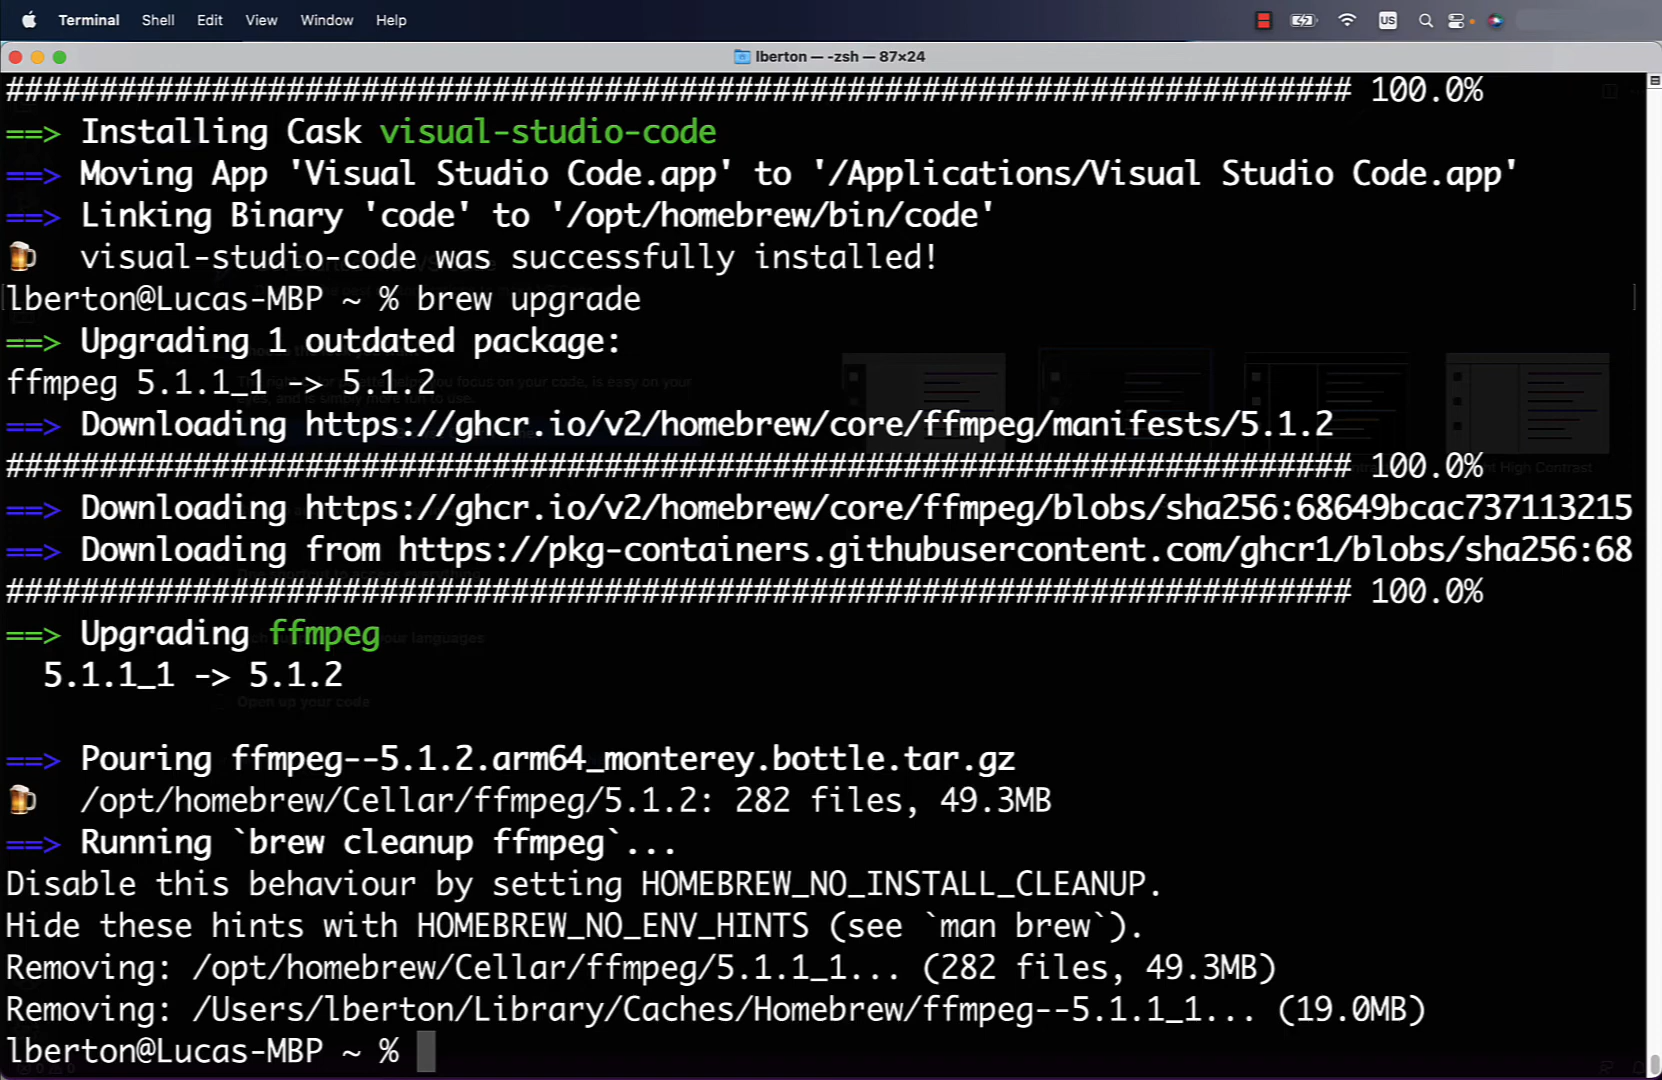 Terminal Shell Edit View Window Help US
lberton — -zsh — 87×24
######################################################################## 100.0%
==> Installing Cask visual-studio-code
==> Moving App 'Visual Studio Code.app' to '/Applications/Visual Studio Code.app'
==> Linking Binary 'code' to '/opt/homebrew/bin/code'
🍺  visual-studio-code was successfully installed!
lberton@Lucas-MBP ~ % brew upgrade
==> Upgrading 1 outdated package:
ffmpeg 5.1.1_1 -> 5.1.2
==> Downloading https://ghcr.io/v2/homebrew/core/ffmpeg/manifests/5.1.2
######################################################################## 100.0%
==> Downloading https://ghcr.io/v2/homebrew/core/ffmpeg/blobs/sha256:68649bcac737113215
==> Downloading from https://pkg-containers.githubusercontent.com/ghcr1/blobs/sha256:68
######################################################################## 100.0%
==> Upgrading ffmpeg
  5.1.1_1 -> 5.1.2
Open up your code
==> Pouring ffmpeg--5.1.2.arm64_monterey.bottle.tar.gz
🍺  /opt/homebrew/Cellar/ffmpeg/5.1.2: 282 files, 49.3MB
==> Running `brew cleanup ffmpeg`...
Disable this behaviour by setting HOMEBREW_NO_INSTALL_CLEANUP.
Hide these hints with HOMEBREW_NO_ENV_HINTS (see `man brew`).
Removing: /opt/homebrew/Cellar/ffmpeg/5.1.1_1... (282 files, 49.3MB)
Removing: /Users/lberton/Library/Caches/Homebrew/ffmpeg--5.1.1_1... (19.0MB)
lberton@Lucas-MBP ~ %